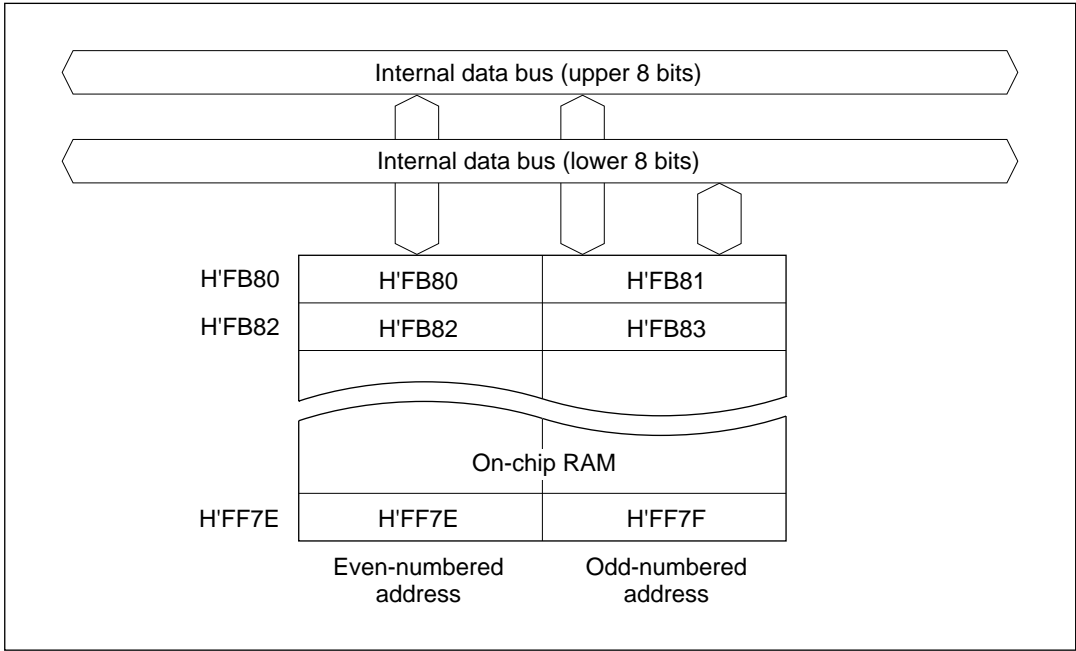 Internal data bus (upper 8 bits)
Internal data bus (lower 8 bits)
H'FB80 H'FB80 H'FB81
H'FB82 H'FB82 H'FB83
On-chip RAM
H'FF7E H'FF7E H'FF7F
Even-numbered Odd-numbered
address address